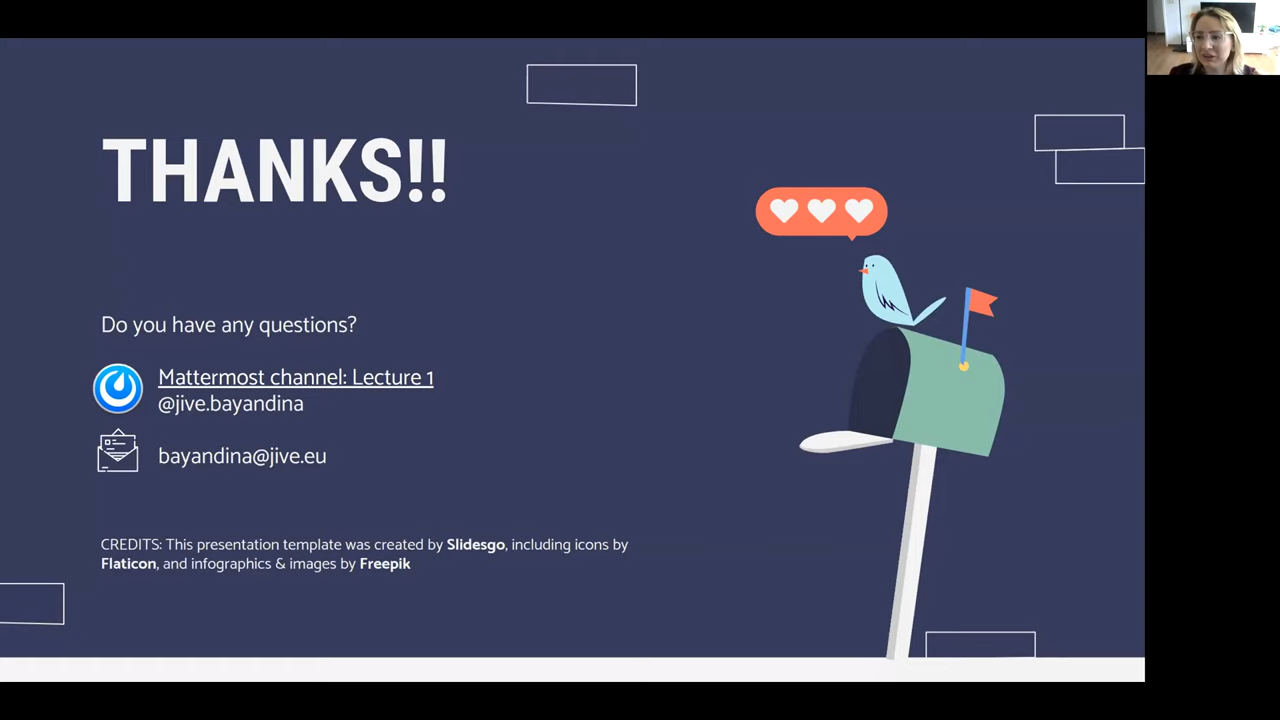 THANKS!!
Do you have any questions?
Mattermost channel: Lecture 1
@jive.bayandina
bayandina@jive.eu
CREDITS: This presentation template was created by Slidesgo, including icons by
Flaticon, and infographics & images by Freepik